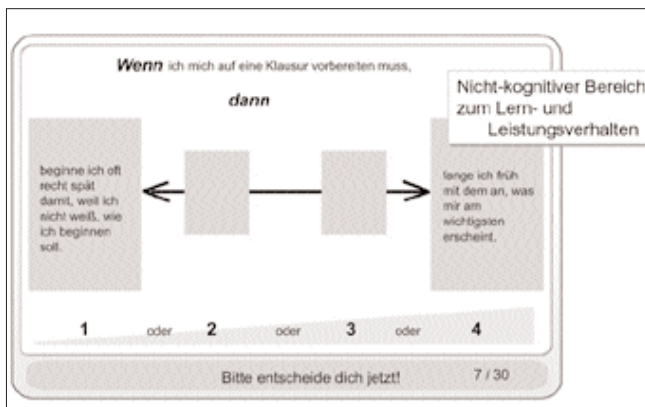 Wenn ich mich auf eine Klausur vorbereiten muss,
dann
Nicht-kognitiver Bereich
zum Lern- und
Leistungsverhalten
beginne ich oft
recht spät
damit, weil ich
nicht weiß, wie
ich beginnen
soll.
fange ich früh
mit dem an, was
mir am
wichtigsten
erscheint.
1 oder 2 oder 3 oder 4
Bitte entscheide dich jetzt! 7 / 30